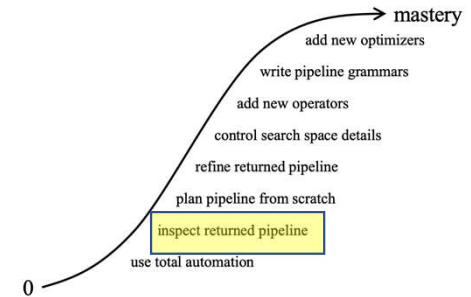 mastery
add new optimizers
write pipeline grammars
add new operators
control search space details
refine returned pipeline
plan pipeline from scratch
inspect returned pipeline
use total automation
0